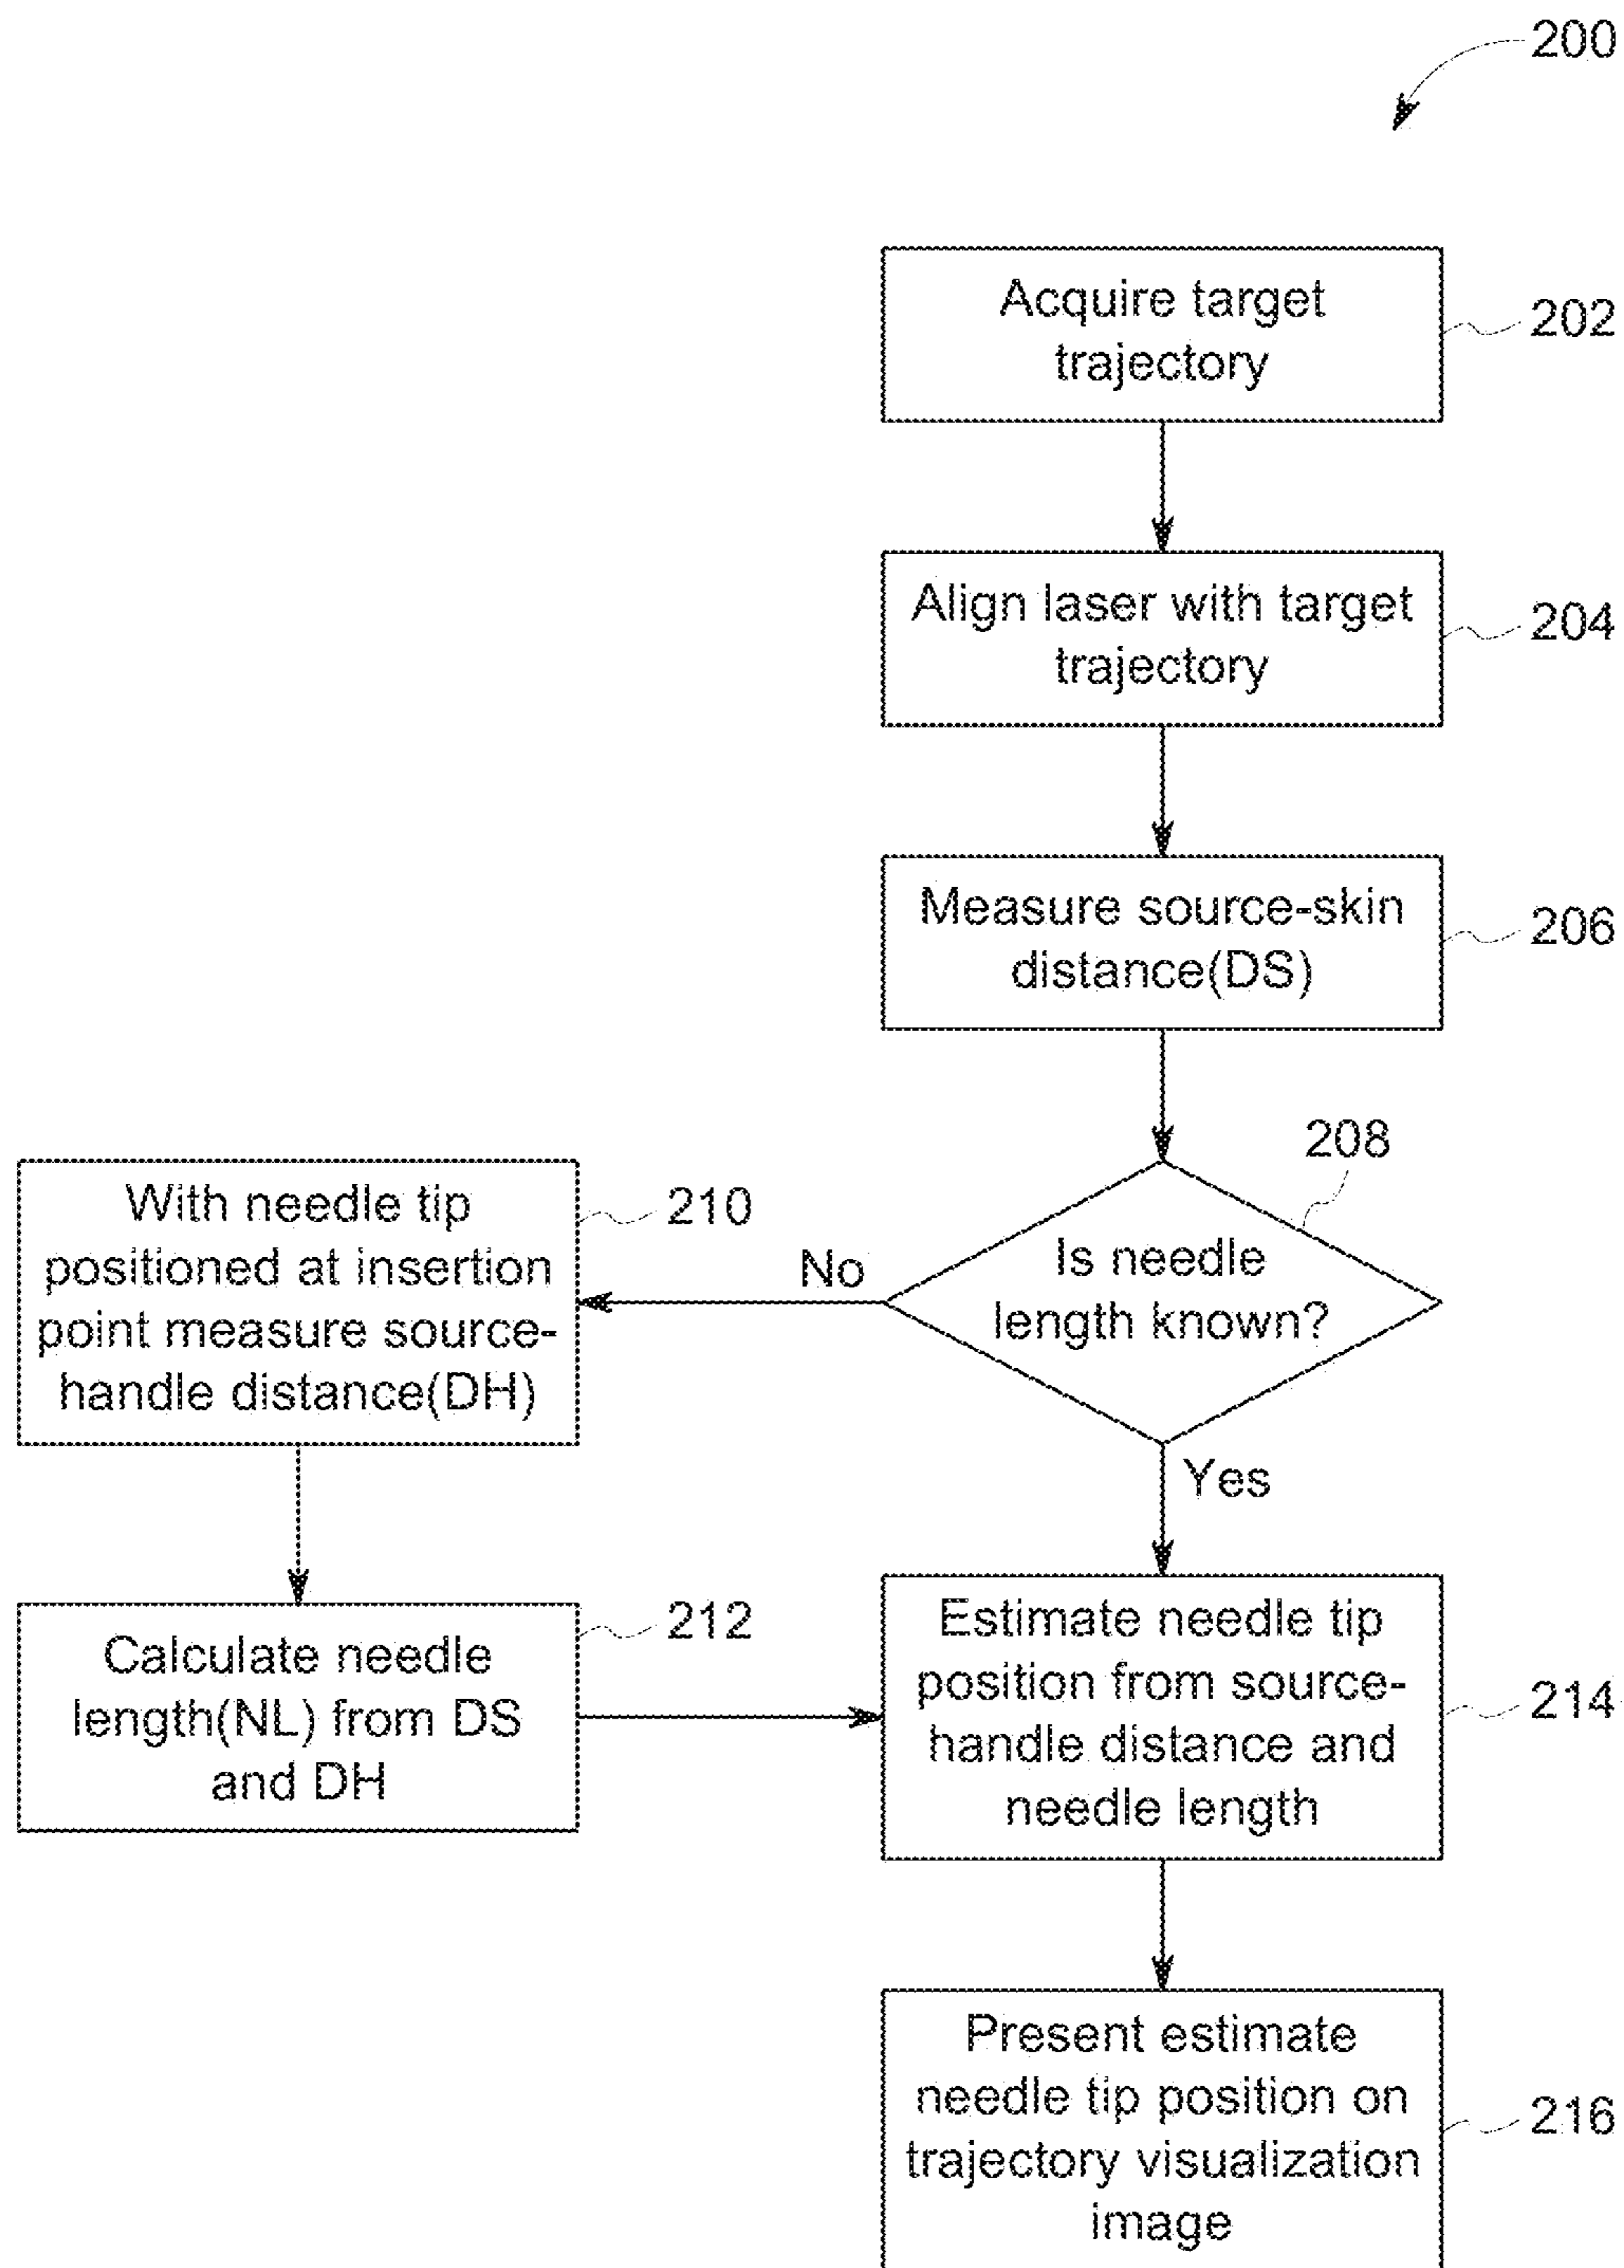 200
Acquire target
trajectory
202
Align laser with target
trajectory
204
Measure source-skin
distance(DS)
206
208
Is needle
length known?
No
Yes
With needle tip
positioned at insertion
point measure source-
handle distance(DH)
210
Calculate needle
length(NL) from DS
and DH
212
Estimate needle tip
position from source-
handle distance and
needle length
214
Present estimate
needle tip position on
trajectory visualization
image
216